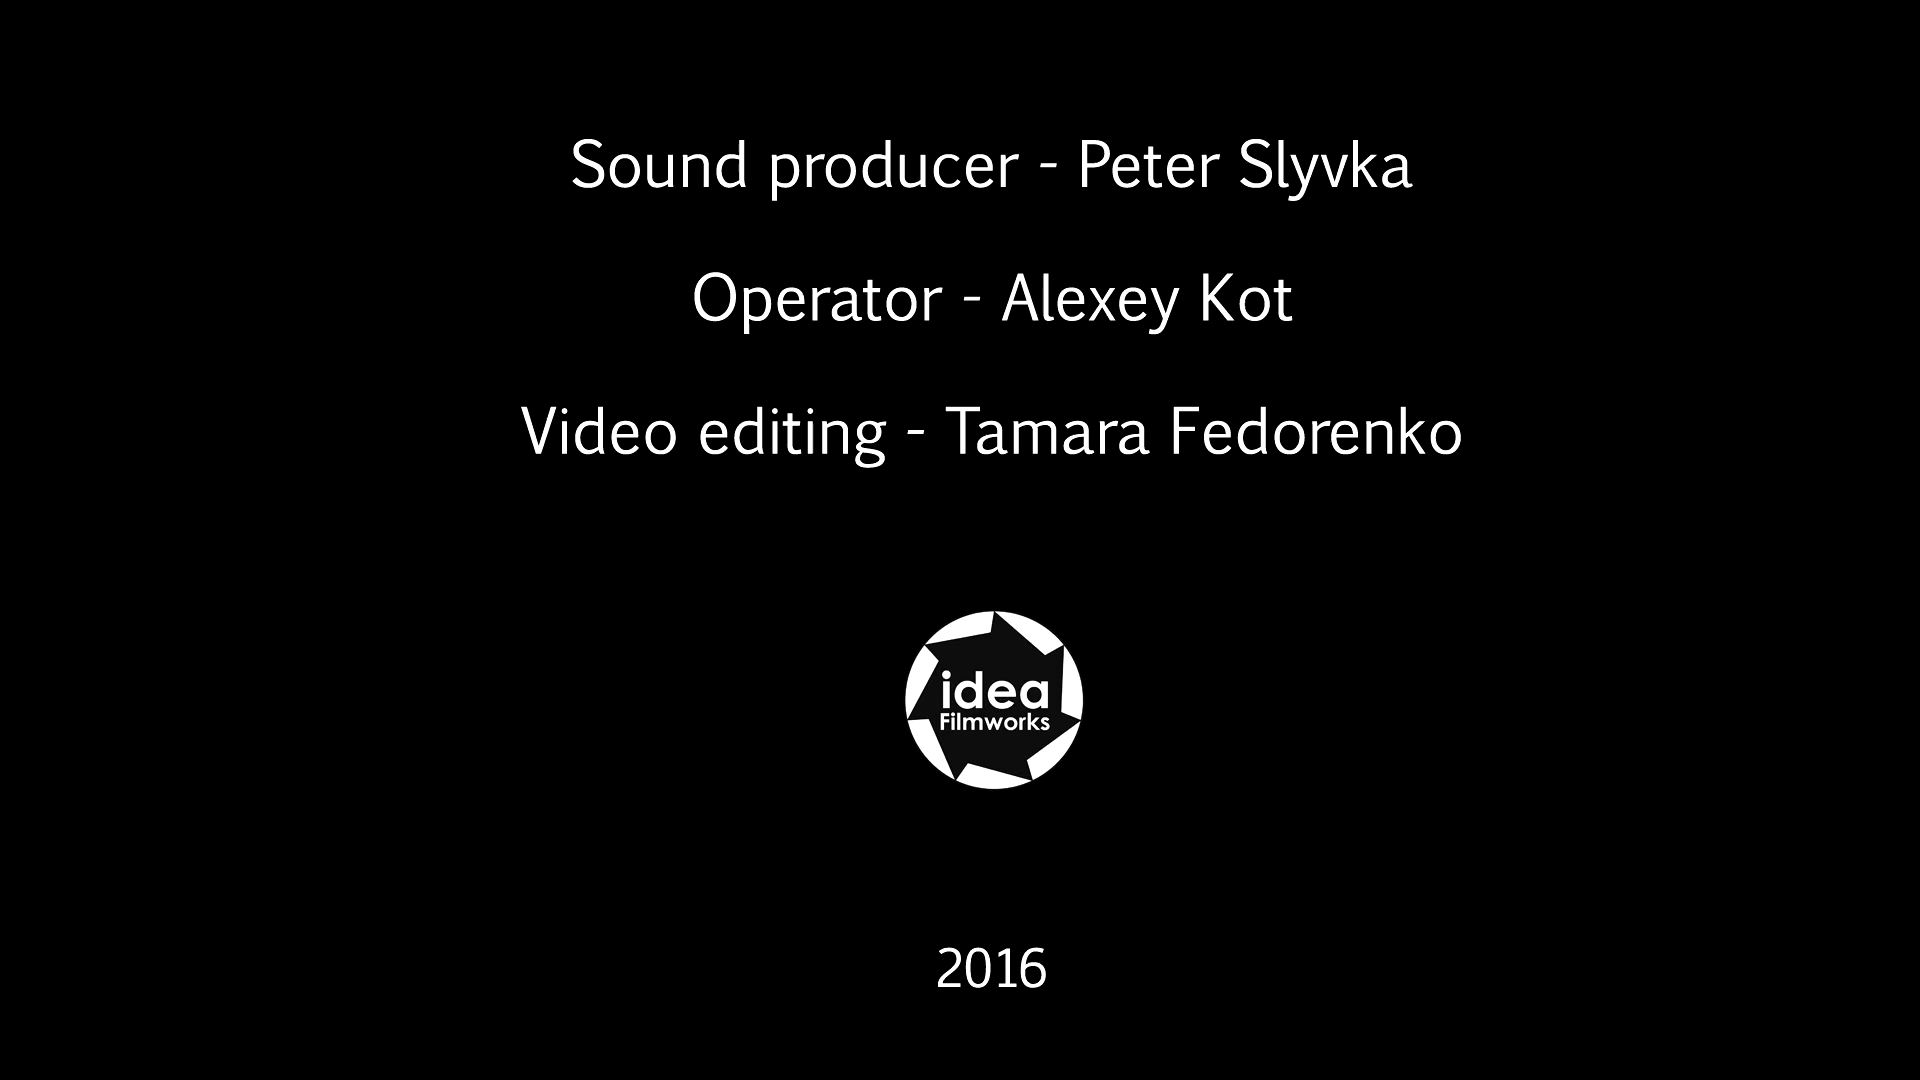 Sound producer - Peter Slyvka
Operator - Alexey Kot
Video editing - Tamara Fedorenko
idea
Filmworks
2016